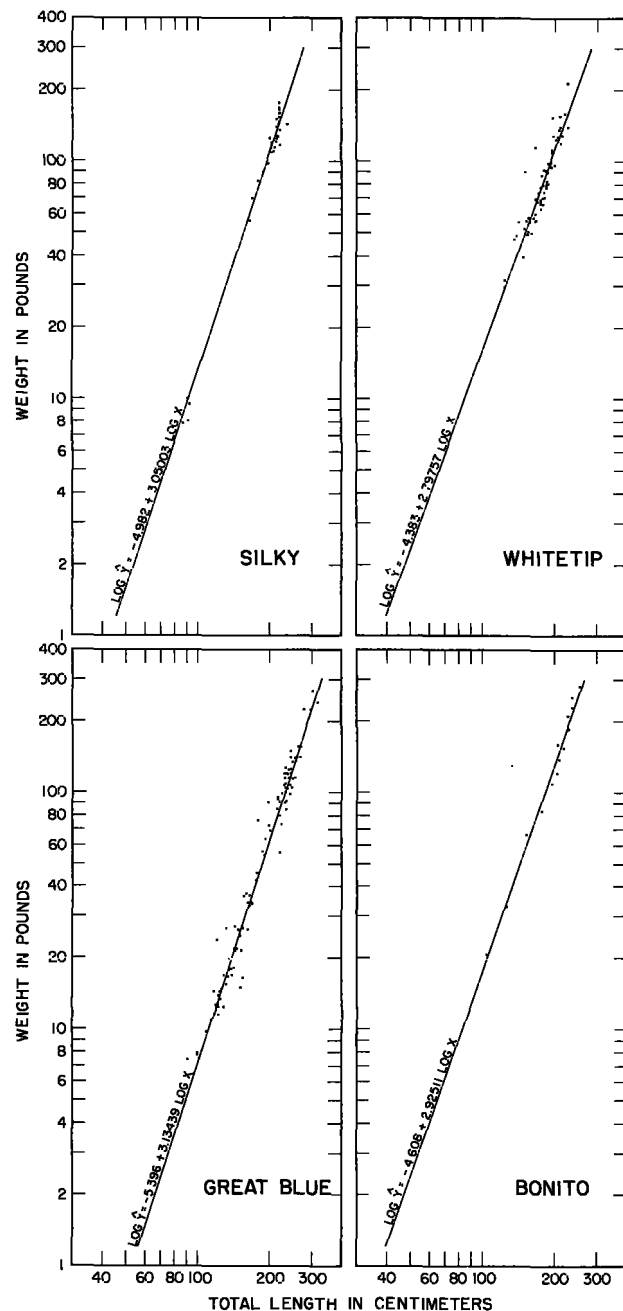 400
300
200
100
80
60
40
20
10
8
6
4
2
1
WEIGHT IN POUNDS
LOG Ŷ = -4.982 + 3.05003 LOG X
SILKY
LOG Ŷ = -4.383 + 2.79757 LOG X
WHITETIP
400
300
200
100
80
60
40
20
10
8
6
4
2
1
WEIGHT IN POUNDS
LOG Ŷ = -5.396 + 3.13439 LOG X
GREAT BLUE
LOG Ŷ = -4.608 + 2.92511 LOG X
BONITO
40 60 80 100 200 300
40 60 80 100 200 300
TOTAL LENGTH IN CENTIMETERS